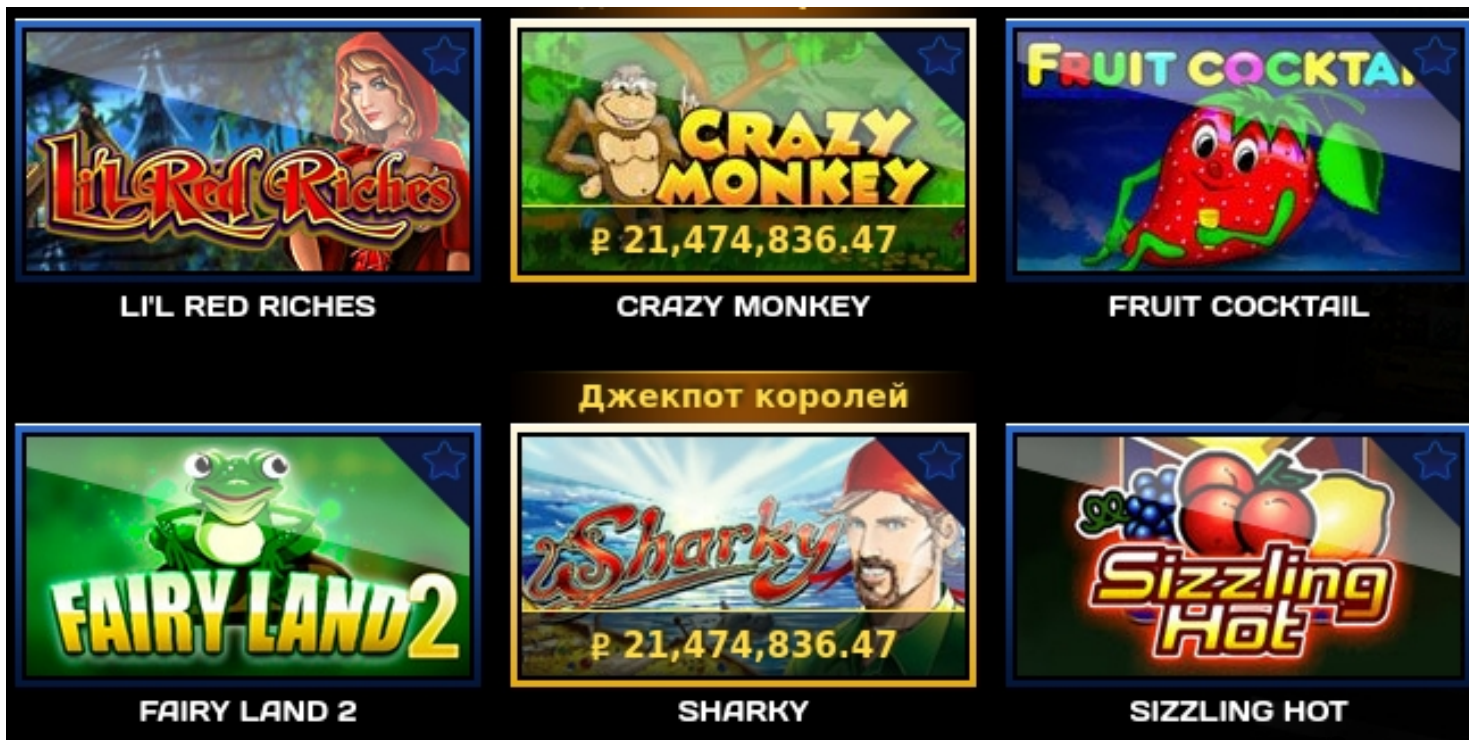 LI'L RED RICHES
CRAZY
MONKEY
₽ 21,474,836.47
FRUIT COCKTAI
LI'L RED RICHES
CRAZY MONKEY
FRUIT COCKTAIL
Джекпот королей
FAIRY LAND 2
Sharky
₽ 21,474,836.47
Sizzling
Hot
FAIRY LAND 2
SHARKY
SIZZLING HOT